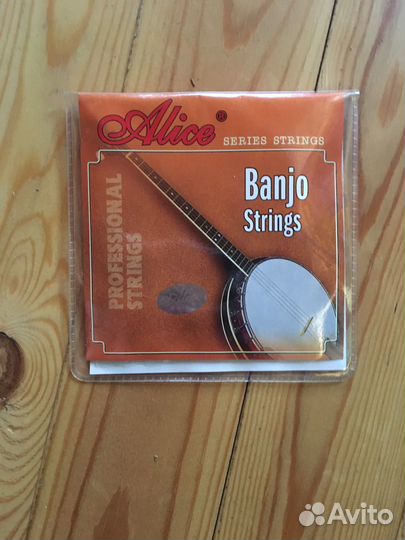 Alice®
SERIES STRINGS
Banjo
Strings
PROFESSIONAL
STRINGS
Avito